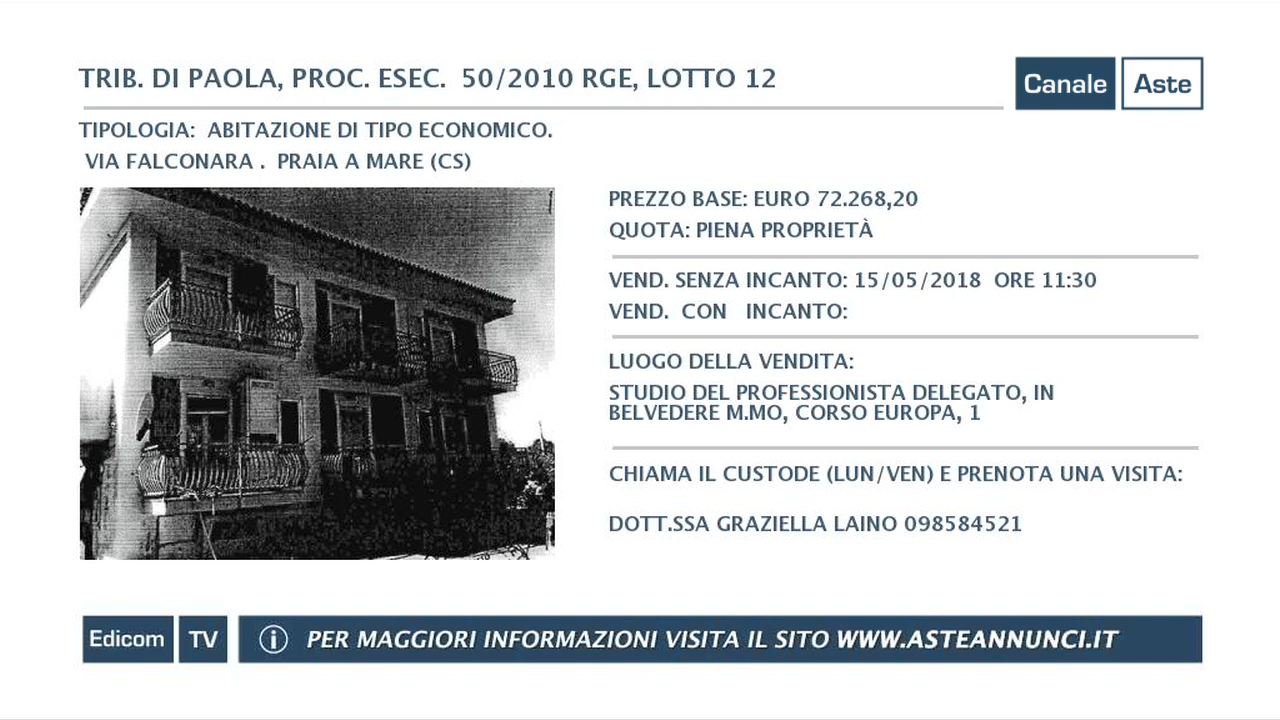 TRIB. DI PAOLA, PROC. ESEC. 50/2010 RGE, LOTTO 12
Canale Aste
TIPOLOGIA: ABITAZIONE DI TIPO ECONOMICO.
VIA FALCONARA . PRAIA A MARE (CS)
PREZZO BASE: EURO 72.268,20
QUOTA: PIENA PROPRIETÀ
VEND. SENZA INCANTO: 15/05/2018 ORE 11:30
VEND. CON INCANTO:
LUOGO DELLA VENDITA:
STUDIO DEL PROFESSIONISTA DELEGATO, IN
BELVEDERE M.MO, CORSO EUROPA, 1
CHIAMA IL CUSTODE (LUN/VEN) E PRENOTA UNA VISITA:
DOTT.SSA GRAZIELLA LAINO 098584521
Edicom TV
PER MAGGIORI INFORMAZIONI VISITA IL SITO WWW.ASTEANNUNCI.IT